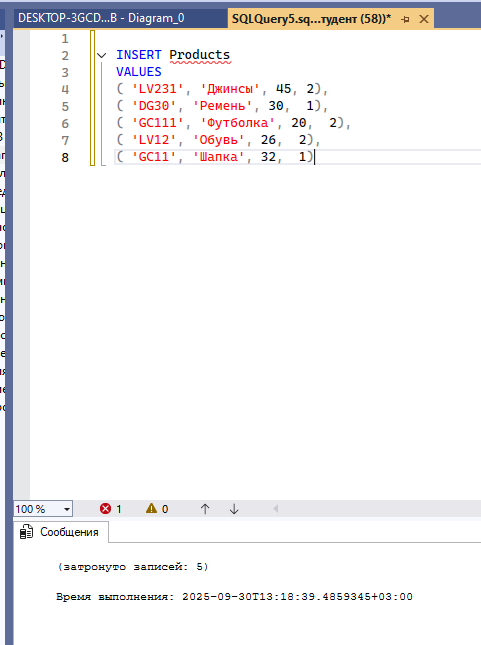 DESKTOP-3GCD...B - Diagram_0
SQLQuery5.sq...тудент (58))*
1
2 INSERT Products
3 VALUES
4 ( 'LV231', 'Джинсы', 45, 2),
5 ( 'DG30', 'Ремень', 30, 1),
6 ( 'GC111', 'Футболка', 20, 2),
7 ( 'LV12', 'Обувь', 26, 2),
8 ( 'GC11', 'Шапка', 32, 1)
100 % 1 0
Сообщения
(затронуто записей: 5)
Время выполнения: 2025-09-30T13:18:39.4859345+03:00